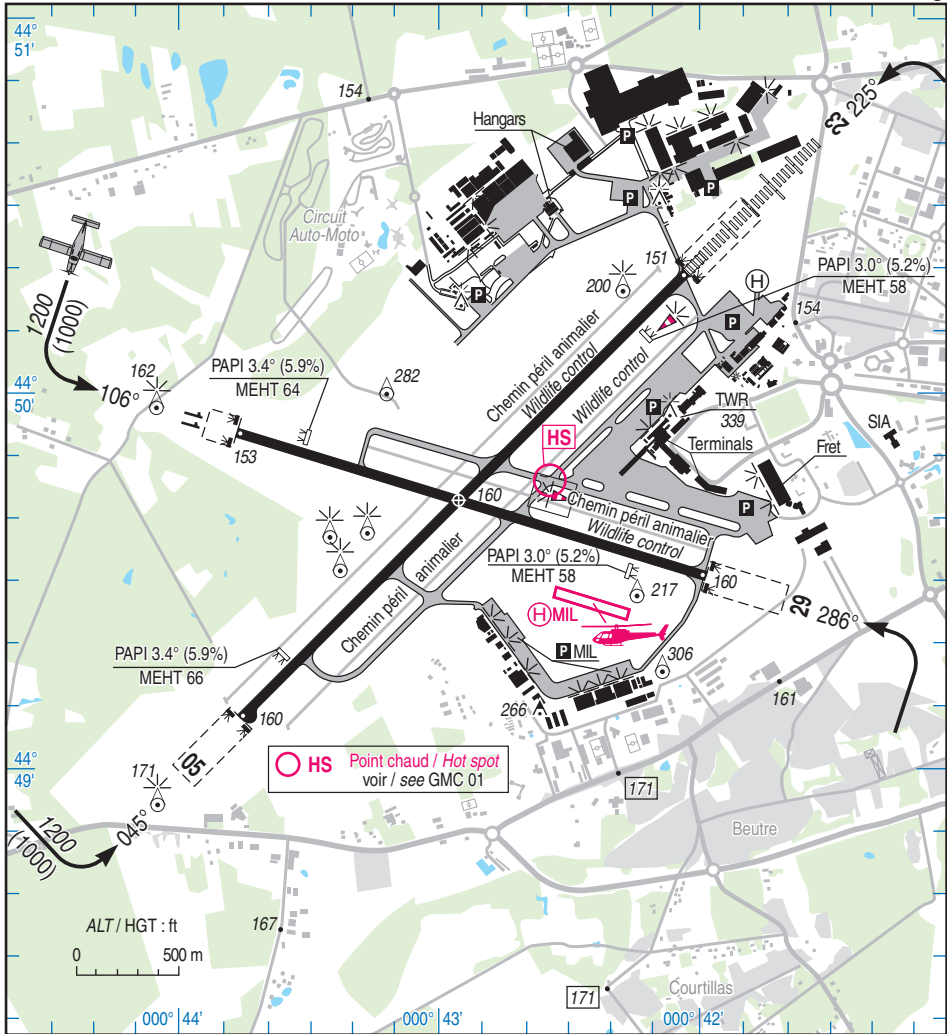 44°
51'
154
23 225°
Hangars
P
P
P
Circuit
Auto-Moto
151
PAPI 3.0° (5.2%)
MEHT 58
200
H
P
P
154
1200
(1000)
Chemin péril animalier
Wildlife control
Wildlife control
162
106°
PAPI 3.4° (5.9%)
MEHT 64
282
44°
50'
11
153
P
TWR
339
SIA
HS
Terminals
Fret
160
P
Chemin péril animalier
Wildlife control
Chemin péril animalier
PAPI 3.0° (5.2%)
MEHT 58
217
160
29 286°
H MIL
P MIL
PAPI 3.4° (5.9%)
MEHT 66
306
266
161
160
05
HS Point chaud / Hot spot
voir / see GMC 01
44°
49'
171
171
1200
(1000)
045°
Beutre
167
ALT / HGT : ft
0 500 m
171
Courtillas
000° 44'
000° 43'
000° 42'